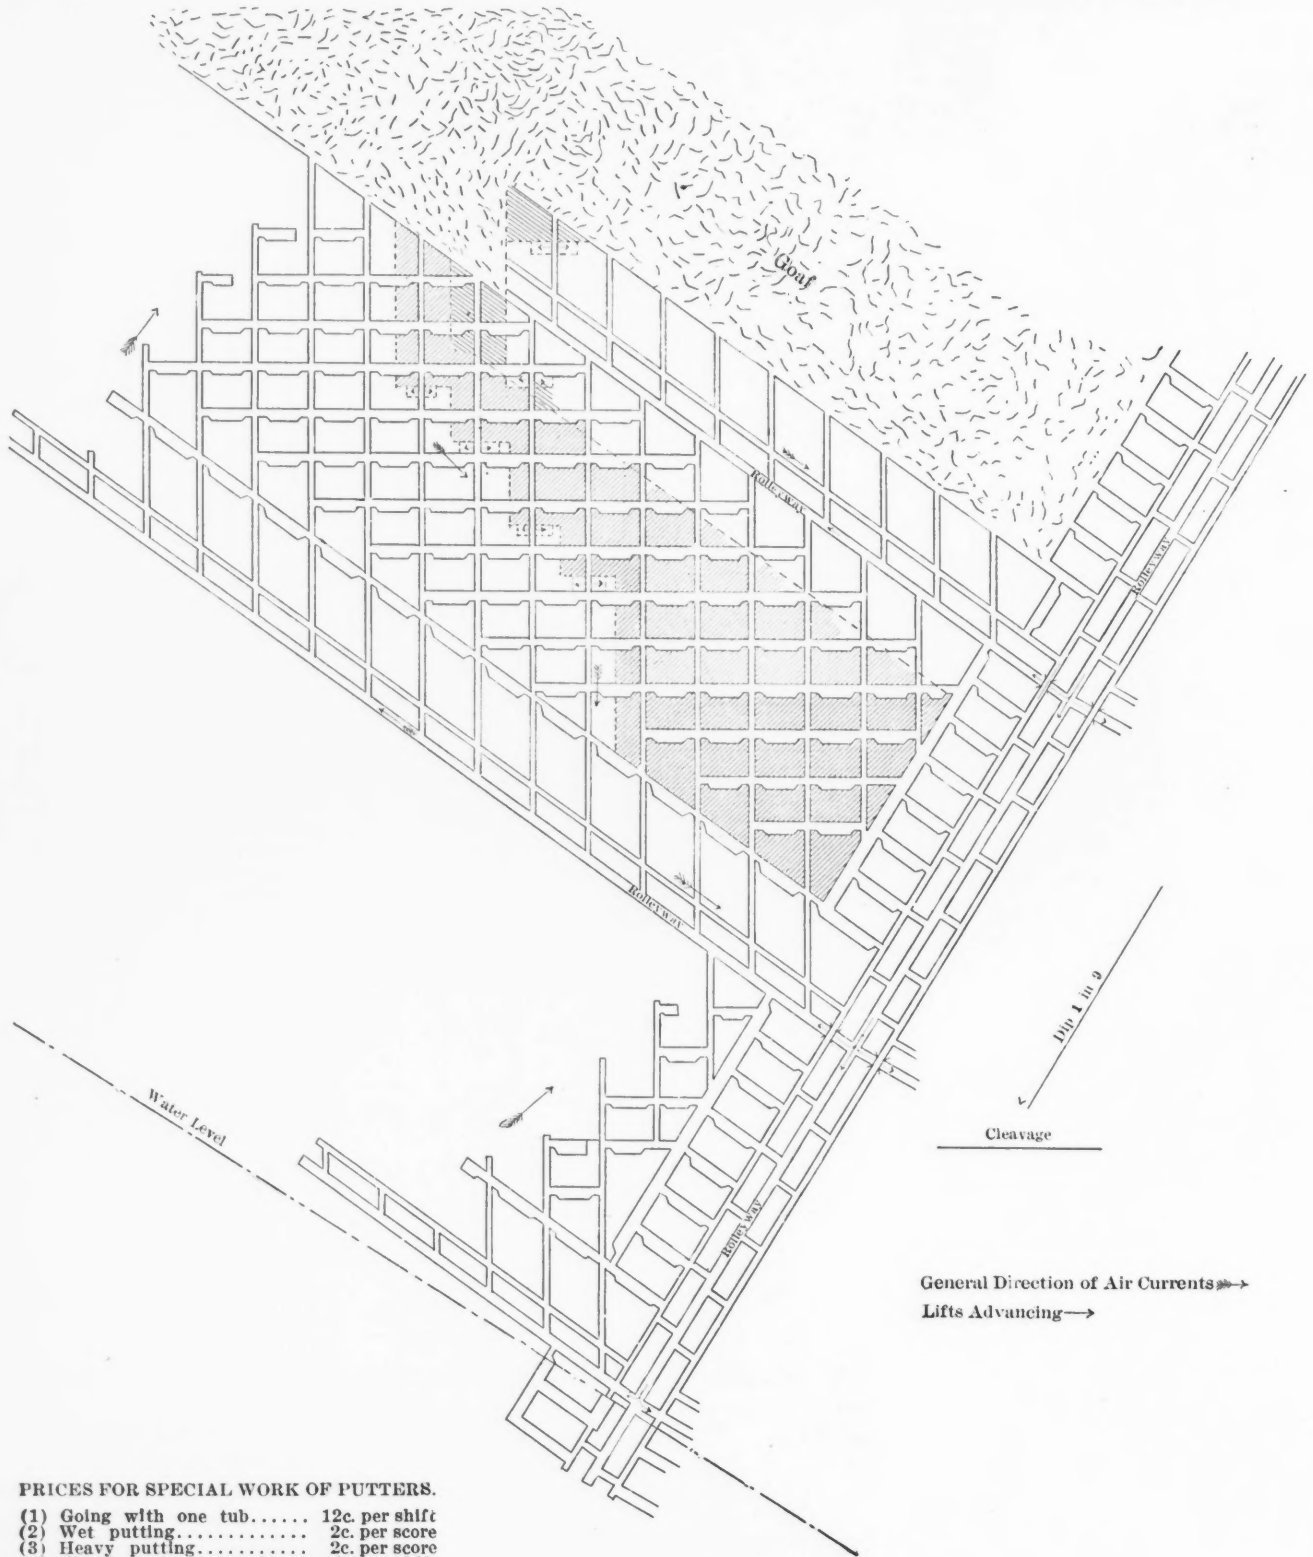 Goaf
Rolleyway
Rolleyway
Rolleyway
Dip 1 in 9
Water Level
Cleavage
Rolleyway
General Direction of Air Currents
Lifts Advancing
PRICES FOR SPECIAL WORK OF PUTTERS.
(1) Going with one tub...... 12c. per shift
(2) Wet putting............. 2c. per score
(3) Heavy putting........... 2c. per score